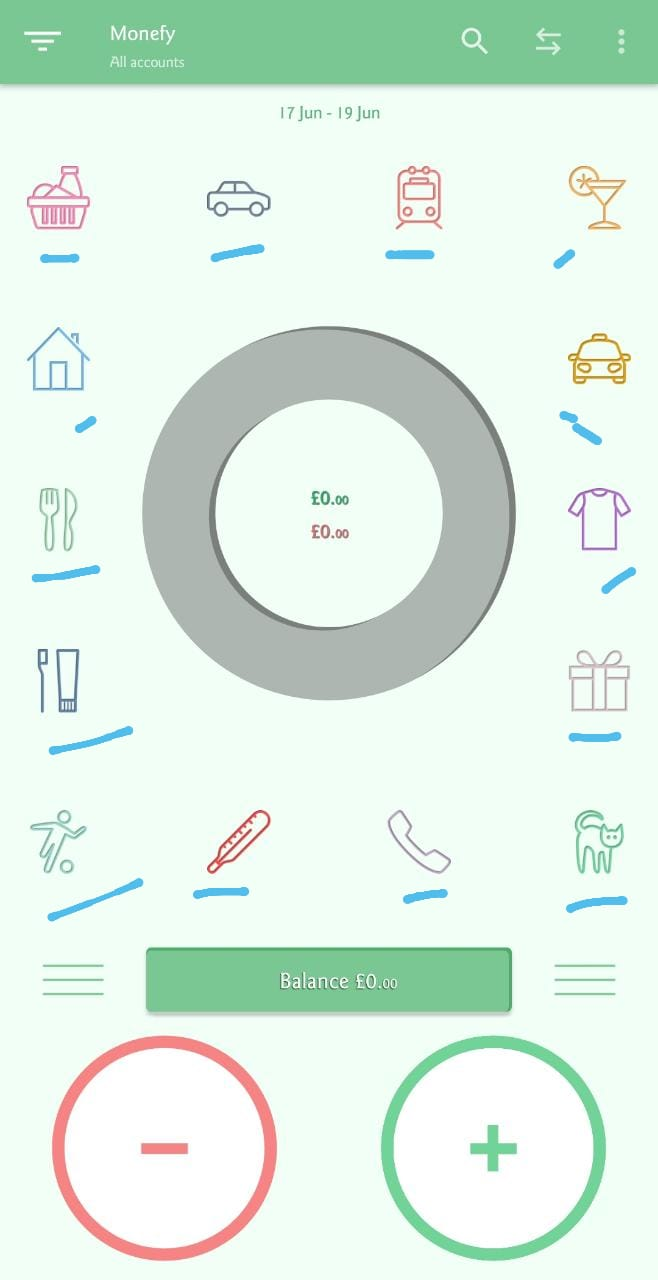 Monefy
All accounts
17 Jun - 19 Jun
£0.00
£0.00
Balance £0.00